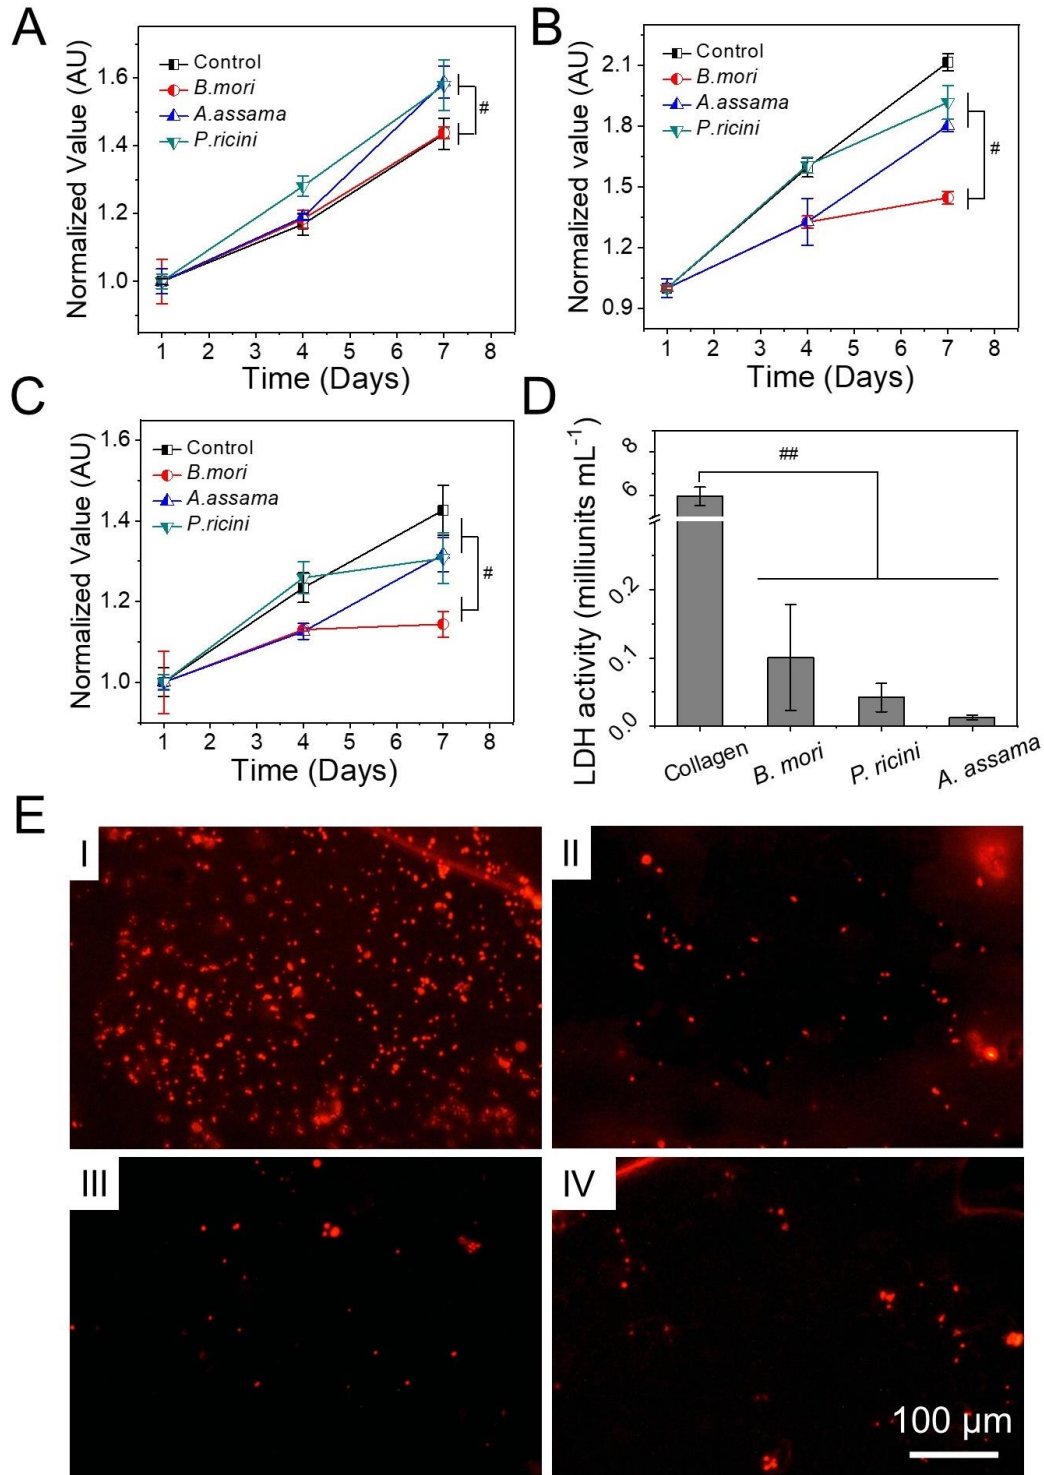 A
Normalized Value (AU)
1.6
1.4
1.2
1.0
Control
B.mori
A.assama
P.ricini
#
1 2 3 4 5 6 7 8
Time (Days)
B
Normalized value (AU)
2.1
1.8
1.5
1.2
0.9
Control
B.mori
A.assama
P.ricini
#
1 2 3 4 5 6 7 8
Time (Days)
C
Normalized Value (AU)
1.6
1.4
1.2
1.0
Control
B.mori
A.assama
P.ricini
#
1 2 3 4 5 6 7 8
Time (Days)
D
LDH activity (milliunits mL⁻¹)
8
6
0.2
0.1
0.0
##
Collagen
B. mori
P. ricini
A. assama
E
I
II
III
IV
100 µm